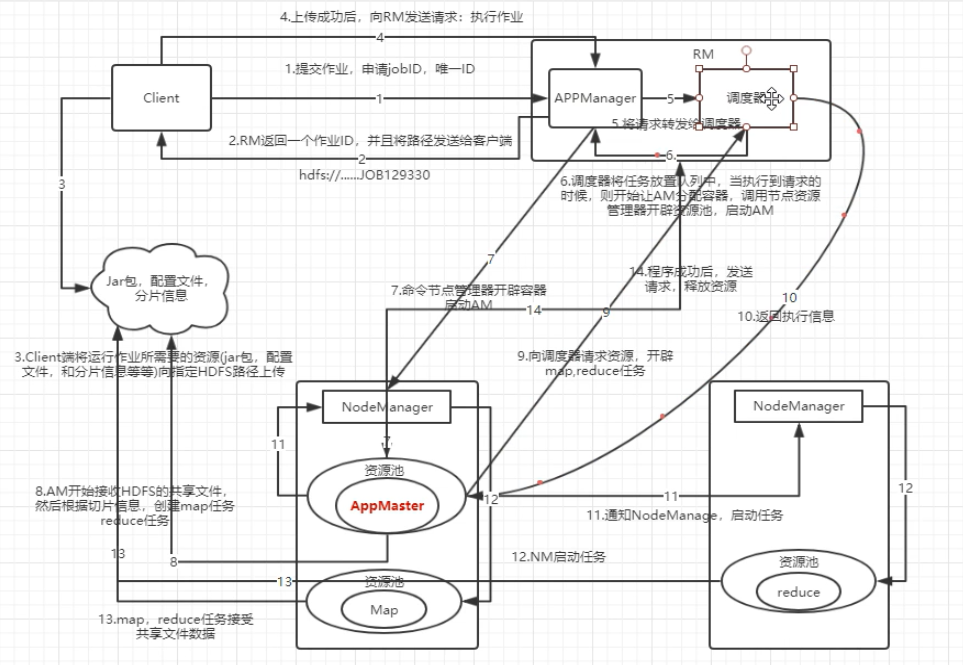 4.上传成功后，向RM发送请求：执行作业
4
RM
1.提交作业，申请jobID，唯一ID
Client
1
APPManager
5
调度器
5.将请求转发给调度器
2.RM返回一个作业ID，并且将路径发送给客户端
2
6.
hdfs://......JOB129330
3
6.调度器将任务放置队列中，当执行到请求的
时候，则开始让AM分配容器，调用节点资源
管理器开辟资源池，启动AM
7
14.程序成功后，发送
请求，释放资源
Jar包，配置文件，
分片信息
7.命令节点管理器开辟容器
启动AM
14
9
10
10.返回执行信息
3.Client端将运行作业所需要的资源(jar包，配置
文件，和分片信息等等)向指定HDFS路径上传
9.向调度器请求资源，开辟
map,reduce任务
NodeManager
NodeManager
11
7
资源池
AppMaster
12
11
12
8.AM开始接收HDFS的共享文件，
然后根据切片信息，创建map任务
reduce任务
11.通知NodeManage，启动任务
13
8
12.NM启动任务
资源池
13
资源池
Map
reduce
13.map，reduce任务接受
共享文件数据